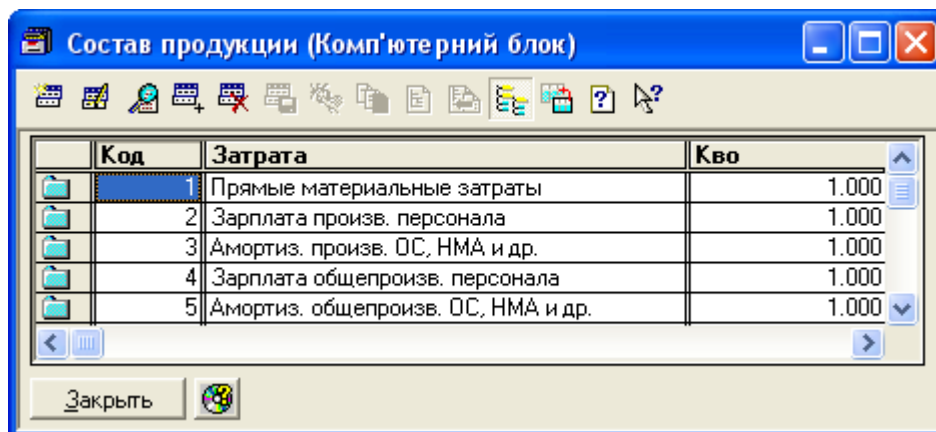 Состав продукции (Комп'ютерний блок)
Код Затрата Кво
1 Прямые материальные затраты 1.000
2 Зарплата произв. персонала 1.000
3 Амортиз. произв. ОС, НМА и др. 1.000
4 Зарплата общепроизв. персонала 1.000
5 Амортиз. общепроизв. ОС, НМА и др. 1.000
Закрыть